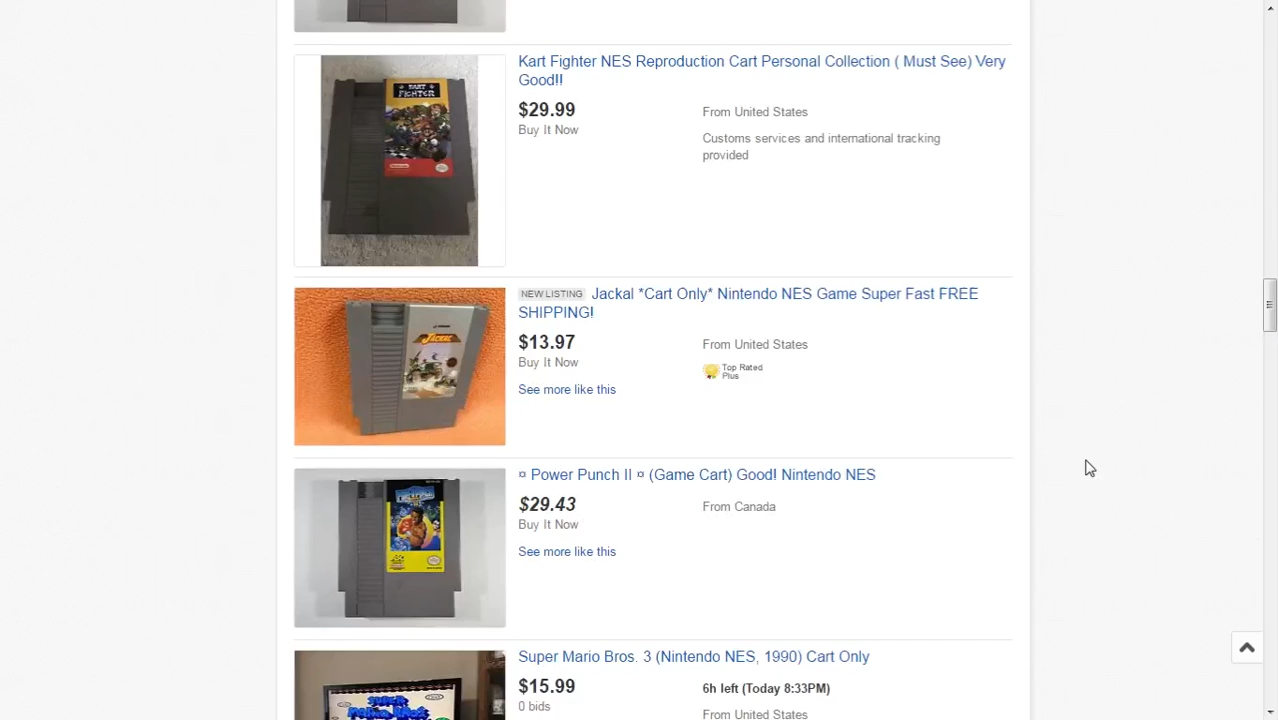 Kart Fighter NES Reproduction Cart Personal Collection ( Must See) Very
Good!!
$29.99
Buy It Now
From United States
Customs services and international tracking
provided
KART
FIGHTER
NEW LISTING Jackal *Cart Only* Nintendo NES Game Super Fast FREE
SHIPPING!
$13.97
Buy It Now
See more like this
From United States
Top Rated
Plus
JACKAL
¤ Power Punch II ¤ (Game Cart) Good! Nintendo NES
$29.43
Buy It Now
See more like this
From Canada
Super Mario Bros. 3 (Nintendo NES, 1990) Cart Only
$15.99
0 bids
6h left (Today 8:33PM)
From United States
SUPER